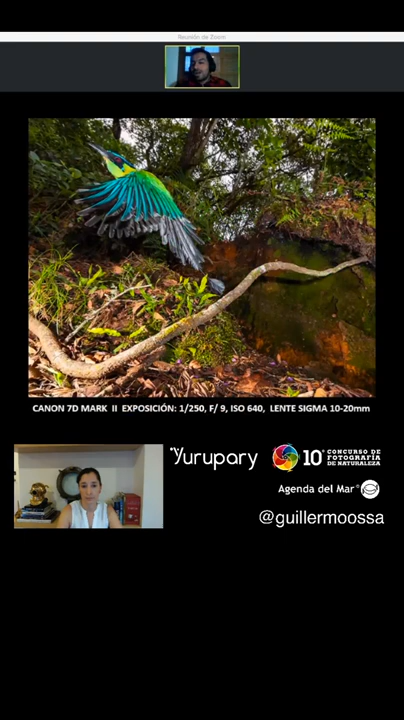 Reunión de Zoom
CANON 7D MARK II EXPOSICIÓN: 1/250, F/ 9, ISO 640, LENTE SIGMA 10-20mm
Yurupary
10° CONCURSO DE
FOTOGRAFÍA
DE NATURALEZA
Agenda del Mar
@guillermoossa